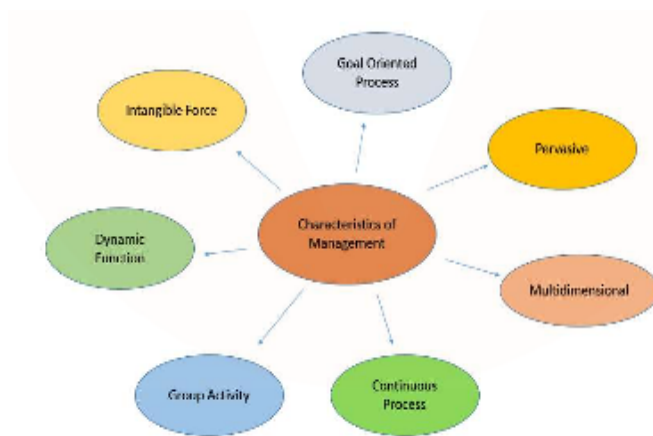 Goal Oriented
Process
Intangible Force
Pervasive
Characteristics of
Management
Dynamic
Function
Multidimensional
Group Activity
Continuous
Process